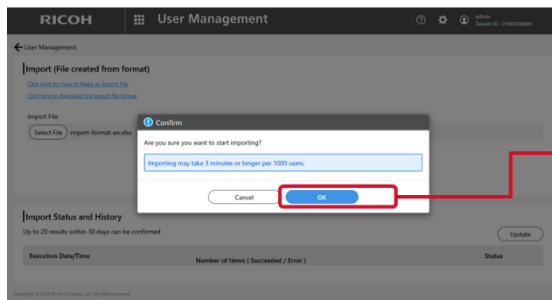 RICOH
User Management
admin
Tenant ID : 3185258699
User Management
Import (File created from format)
Click here for How to Make an Import File
Click here to download the import file format
Import File
Select File import-format-en.xlsx
Confirm
Are you sure you want to start importing?
Importing may take 3 minutes or longer per 1000 users.
Cancel OK
Import Status and History
Up to 20 results within 30 days can be confirmed
Update
Execution Date/Time Number of Items ( Succeeded / Error ) Status
Copyright © 2019 Ricoh Company, Ltd. All rights reserved.